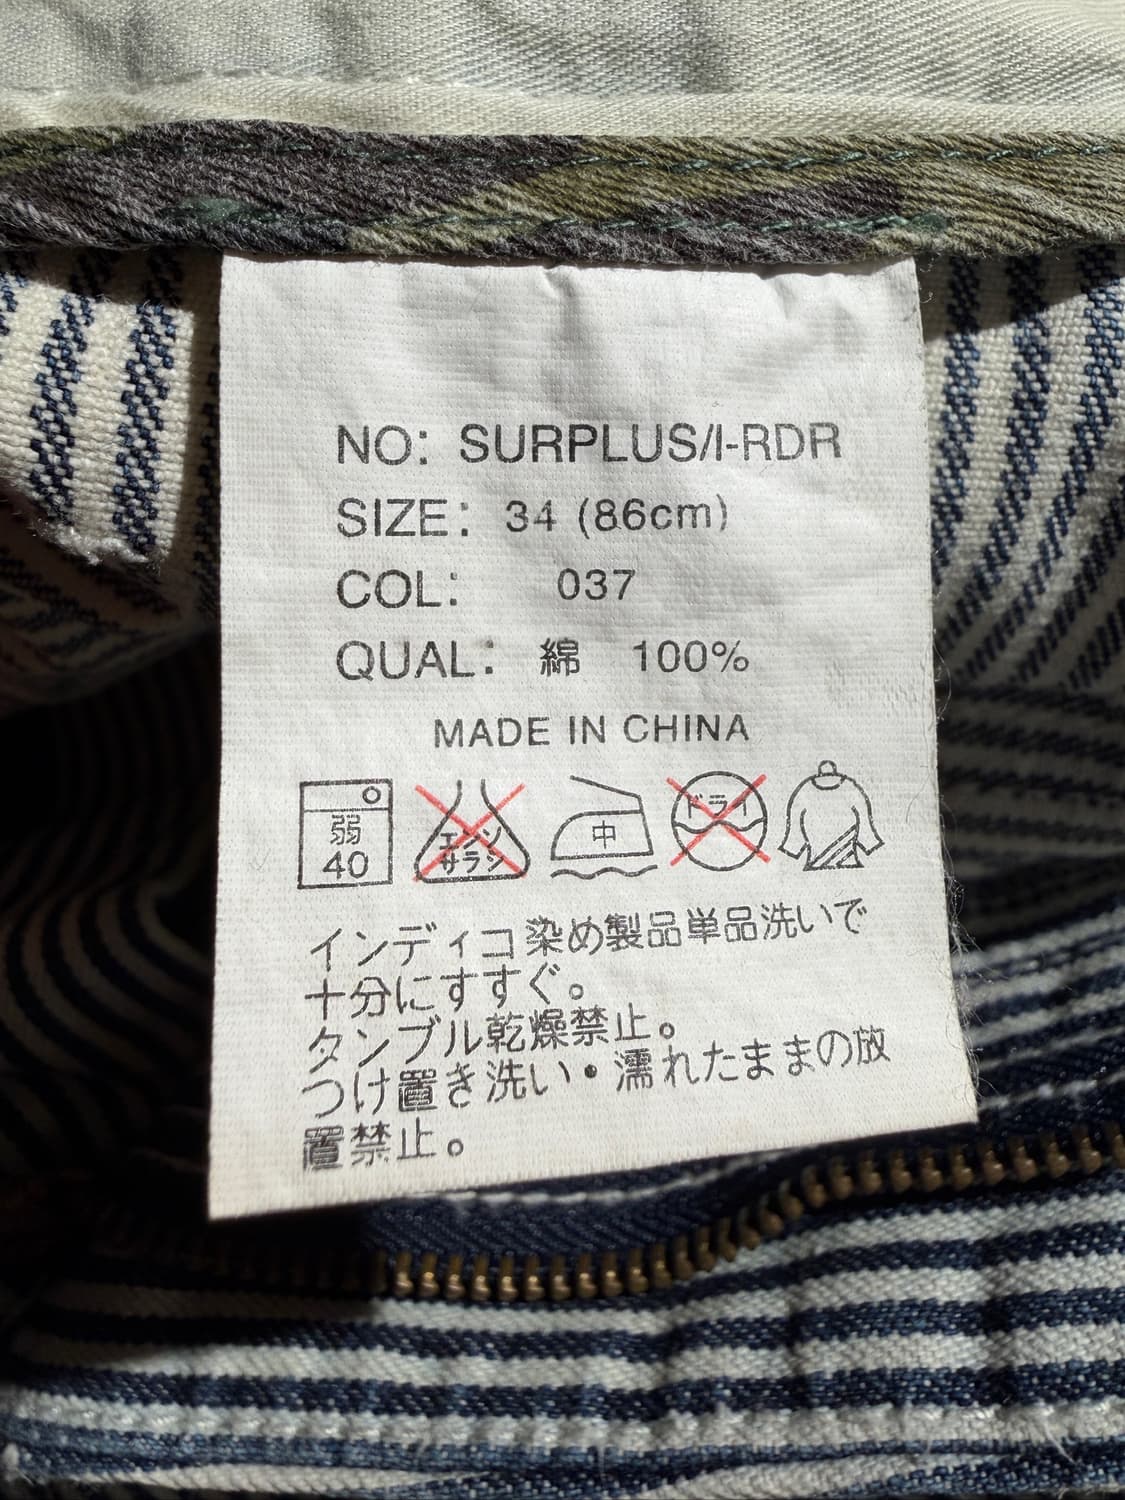 NO: SURPLUS/I-RDR
SIZE: 34 (86cm)
COL: 037
QUAL: 綿 100%
MADE IN CHINA
弱
40
エンソ
サラシ
中
ドライ
インディコ染め製品単品洗いで
十分にすすぐ。
タンブル乾燥禁止。
つけ置き洗い・濡れたままの放
置禁止。